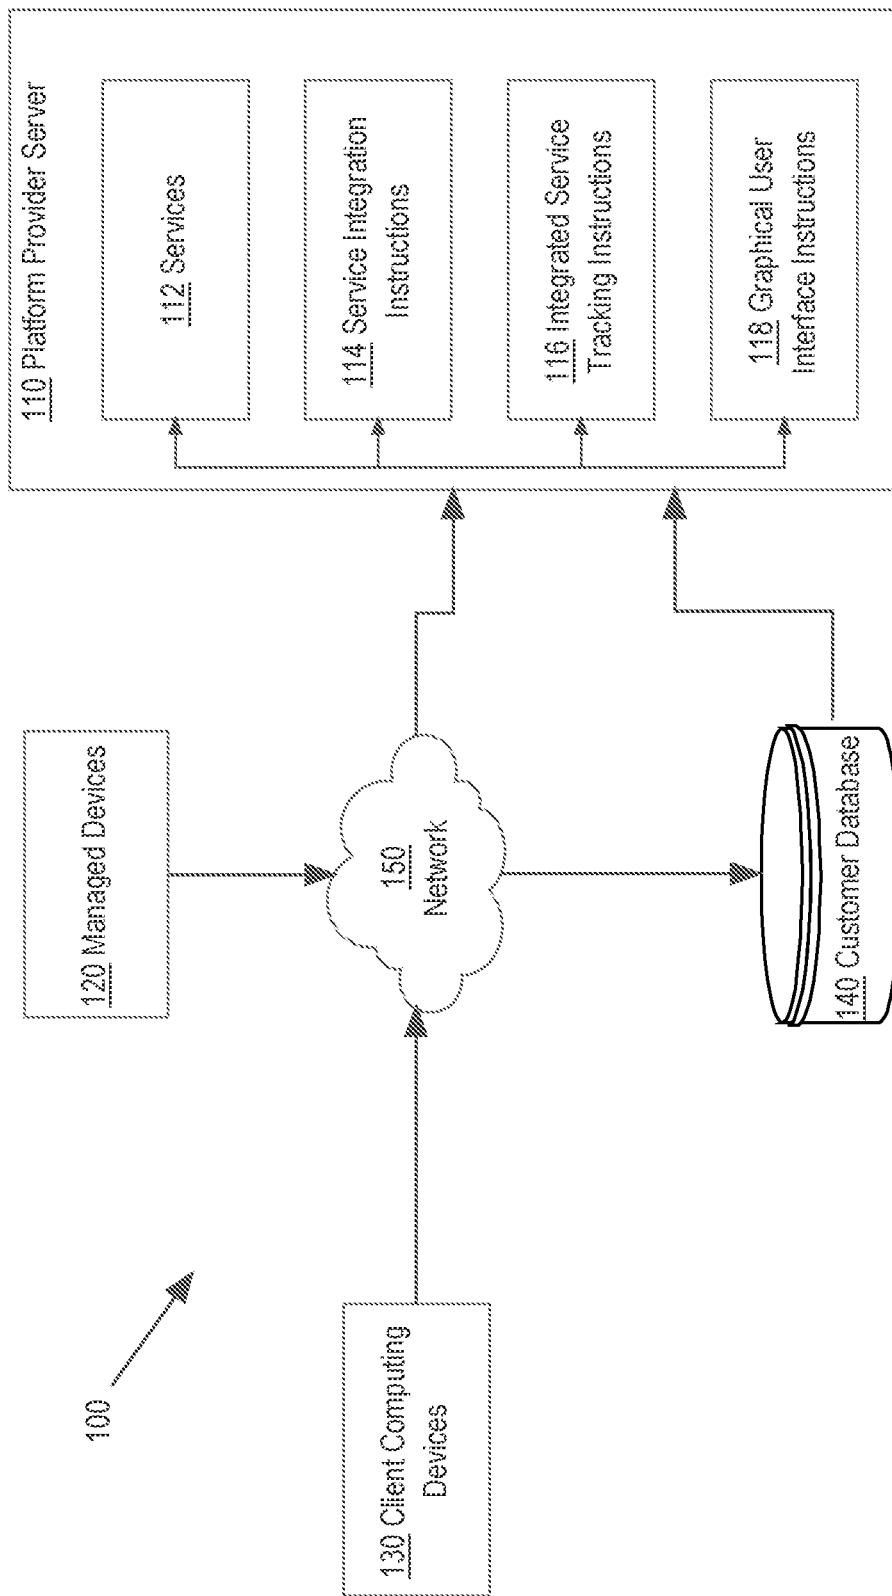 100
130 Client Computing
Devices
120 Managed Devices
150
Network
140 Customer Database
110 Platform Provider Server
112 Services
114 Service Integration
Instructions
116 Integrated Service
Tracking Instructions
118 Graphical User
Interface Instructions